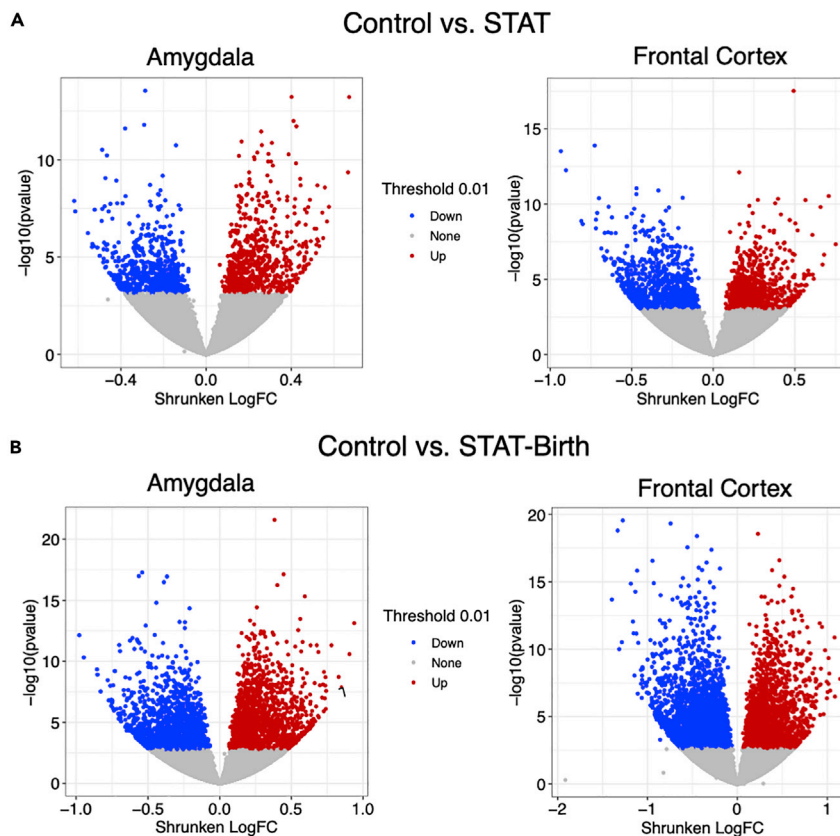 A
Control vs. STAT
Amygdala
Frontal Cortex
−log10(pvalue)
10
5
0
−0.4
0.0
0.4
Shrunken LogFC
Threshold 0.01
Down
None
Up
−log10(pvalue)
15
10
5
0
−1.0
−0.5
0.0
0.5
Shrunken LogFC
B
Control vs. STAT-Birth
Amygdala
Frontal Cortex
−log10(pvalue)
20
15
10
5
0
−1.0
−0.5
0.0
0.5
1.0
Shrunken LogFC
Threshold 0.01
Down
None
Up
−log10(pvalue)
20
15
10
5
0
−2
−1
0
1
Shrunken LogFC